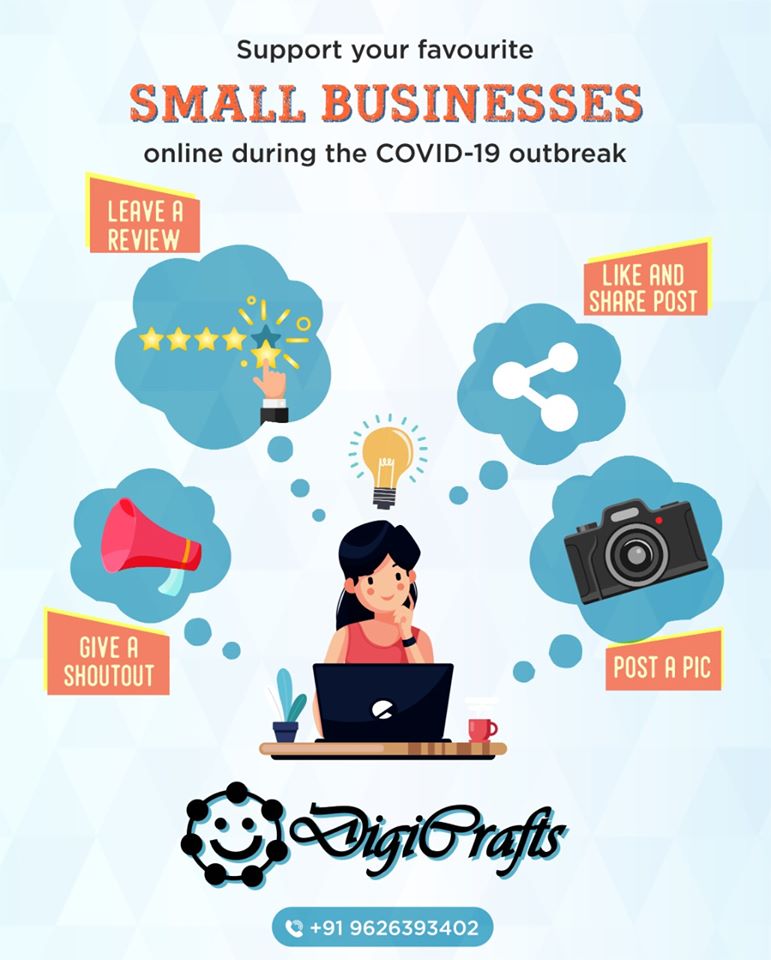 Support your favourite
SMALL BUSINESSES
online during the COVID-19 outbreak
LEAVE A
REVIEW
LIKE AND
SHARE POST
GIVE A
SHOUTOUT
POST A PIC
DigiCrafts
+91 9626393402